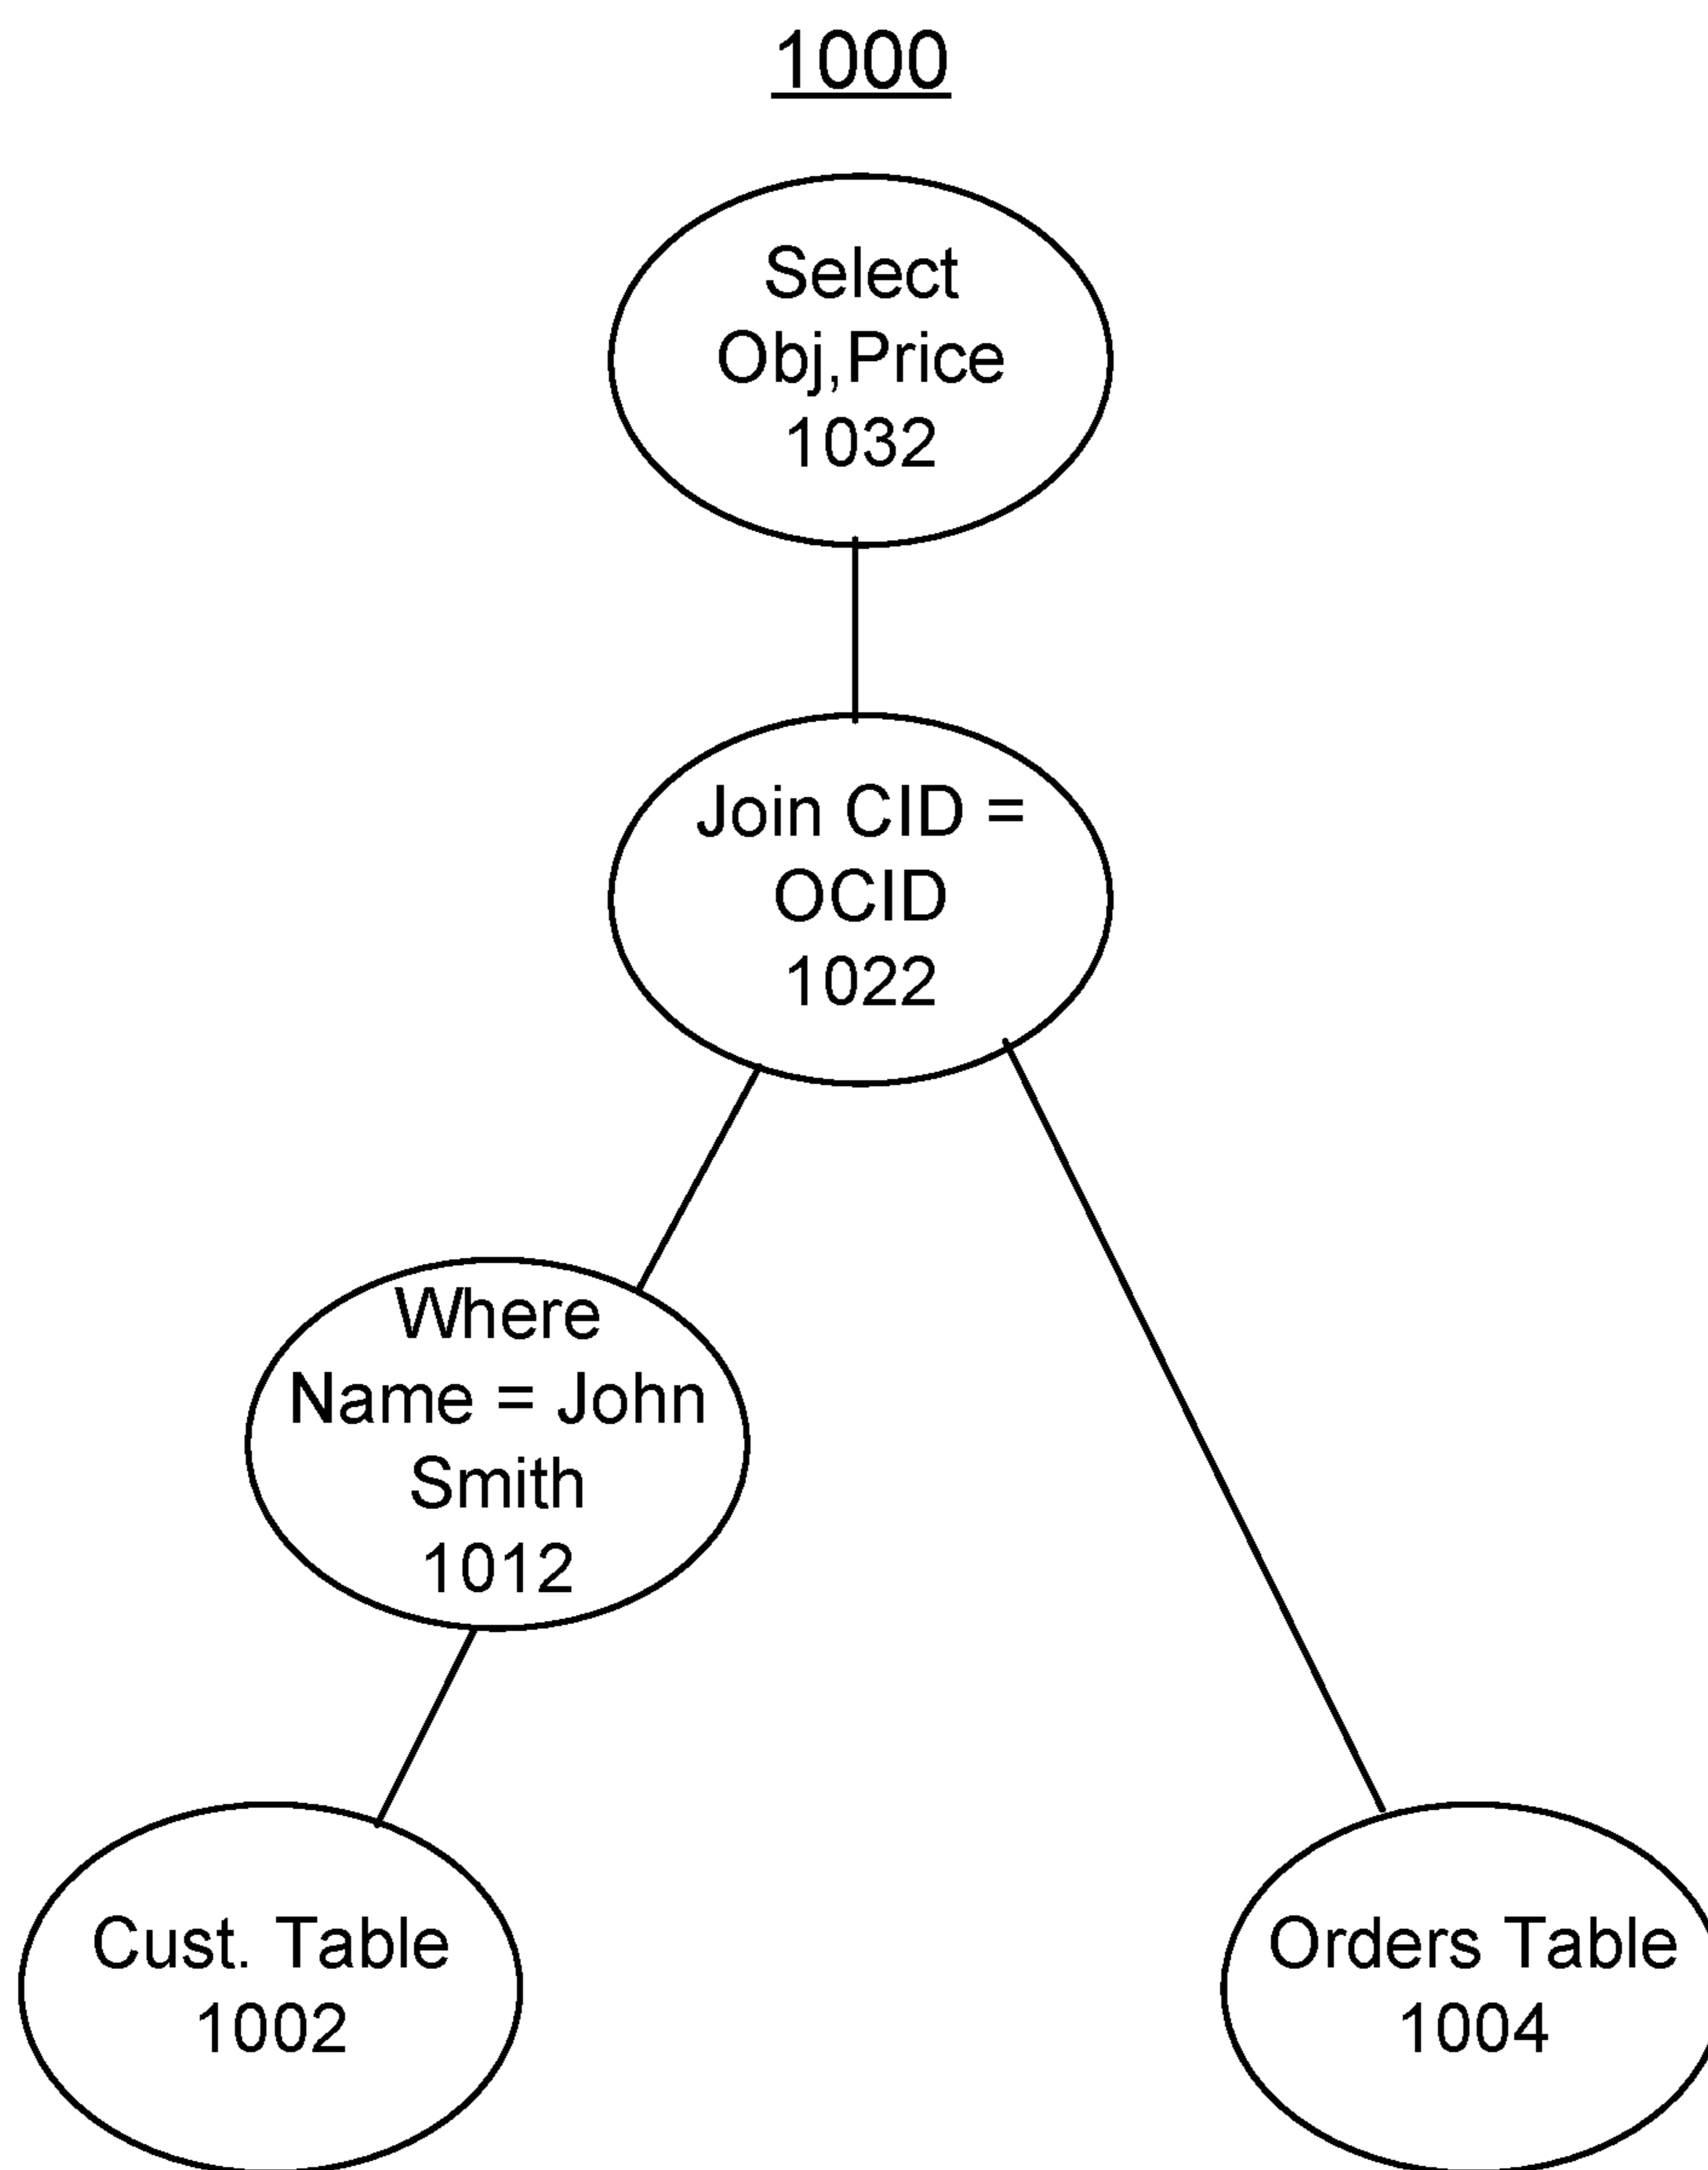 1000
Select
Obj,Price
1032
Join CID =
OCID
1022
Where
Name = John
Smith
1012
Cust. Table
1002
Orders Table
1004